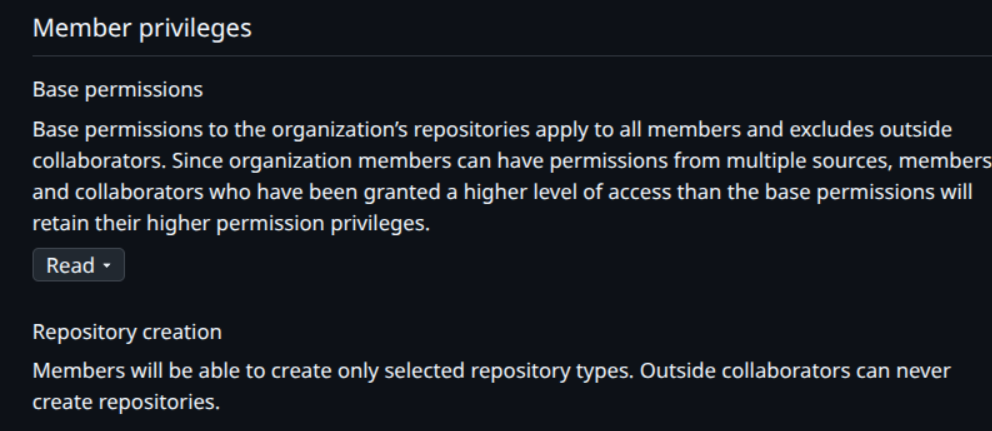 Member privileges
Base permissions
Base permissions to the organization’s repositories apply to all members and excludes outside
collaborators. Since organization members can have permissions from multiple sources, members
and collaborators who have been granted a higher level of access than the base permissions will
retain their higher permission privileges.
Read
Repository creation
Members will be able to create only selected repository types. Outside collaborators can never
create repositories.